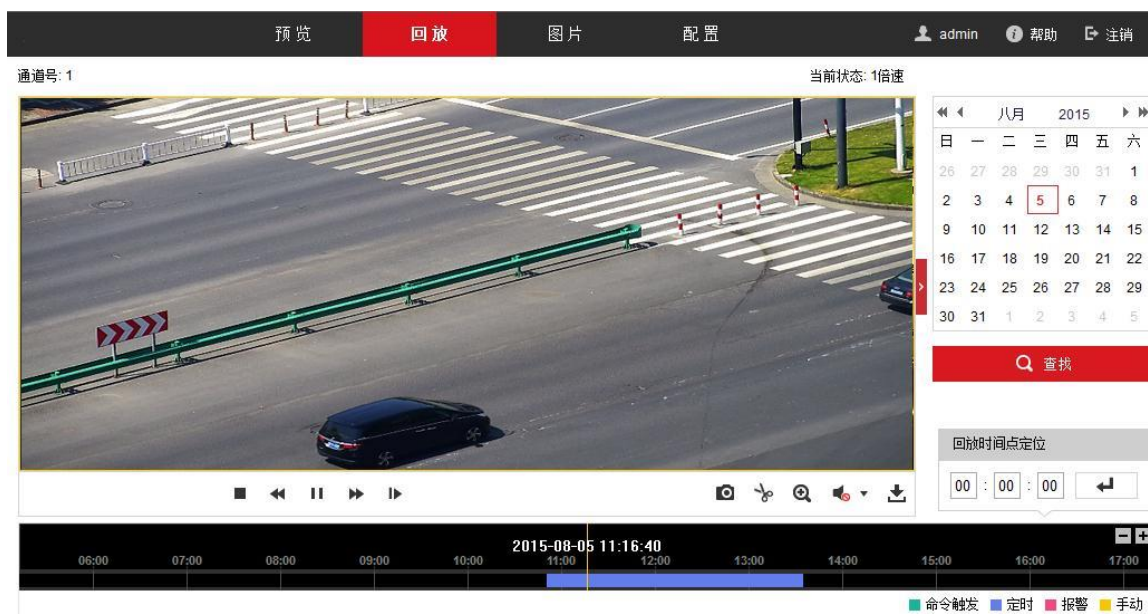 预览 回放 图片 配置 admin 帮助 注销
通道号: 1 当前状态: 1倍速
八月 2015
日 一 二 三 四 五 六
26 27 28 29 30 31 1
2 3 4 5 6 7 8
9 10 11 12 13 14 15
16 17 18 19 20 21 22
23 24 25 26 27 28 29
30 31 1 2 3 4 5
查找
回放时间点定位
00 : 00 : 00
2015-08-05 11:16:40
06:00 07:00 08:00 09:00 10:00 11:00 12:00 13:00 14:00 15:00 16:00 17:00
命令触发 定时 报警 手动